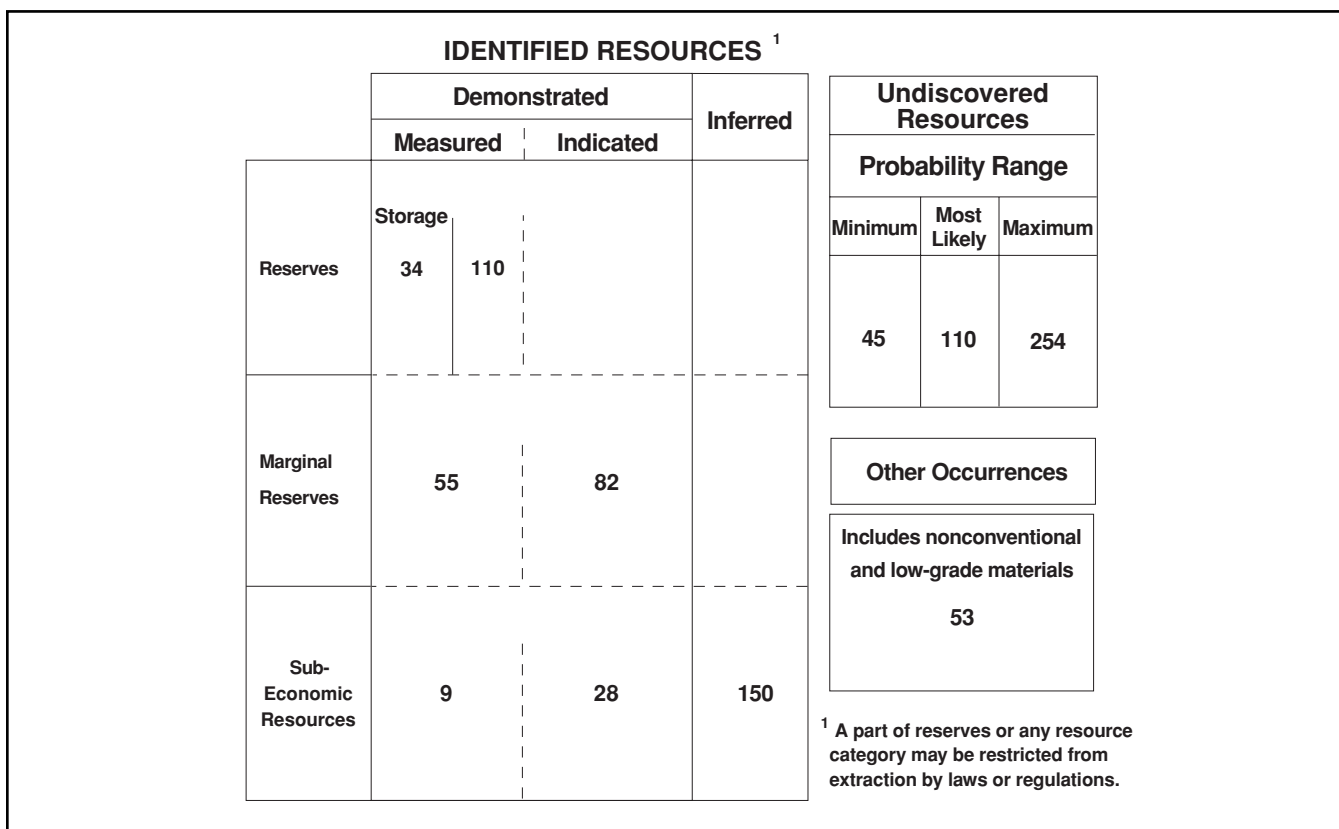 IDENTIFIED RESOURCES 1
Demonstrated
Inferred
Measured
Indicated
Reserves
Storage
34
110
Marginal
Reserves
55
82
Sub-
Economic
Resources
9
28
150
Undiscovered
Resources
Probability Range
Minimum
Most
Likely
Maximum
45
110
254
Other Occurrences
Includes nonconventional
and low-grade materials
53
1 A part of reserves or any resource
category may be restricted from
extraction by laws or regulations.